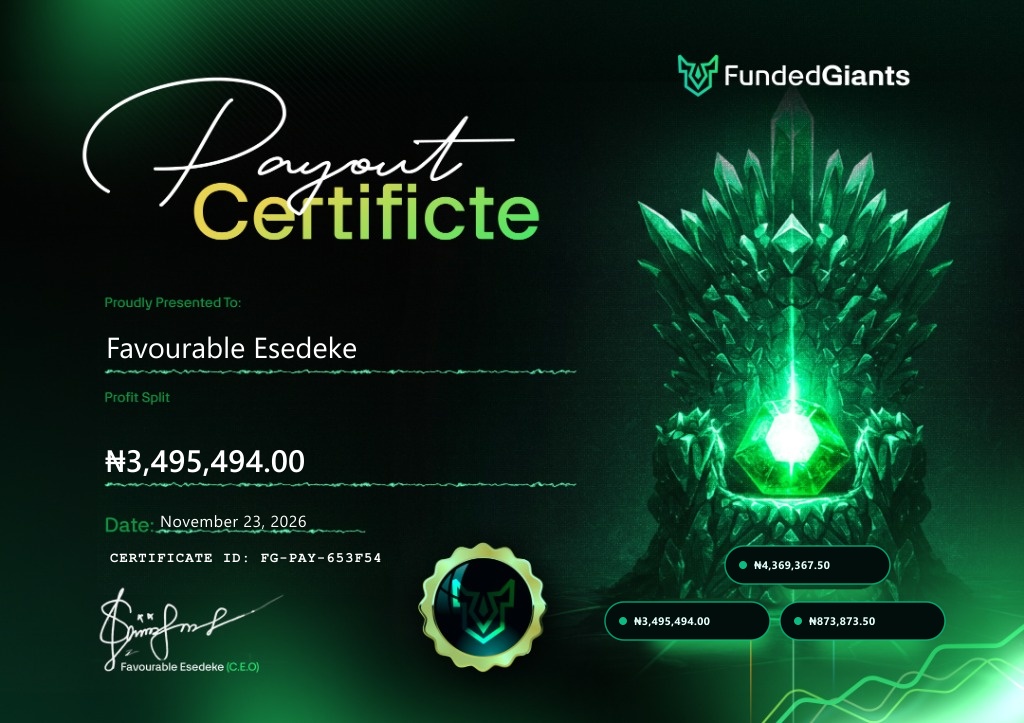 FundedGiants
Payout
Certificte
Proudly Presented To:
Favourable Esedeke
Profit Split
₦3,495,494.00
Date: November 23, 2026
CERTIFICATE ID: FG-PAY-653F54
Favourable Esedeke (C.E.O)
₦4,369,367.50
₦3,495,494.00
₦873,873.50